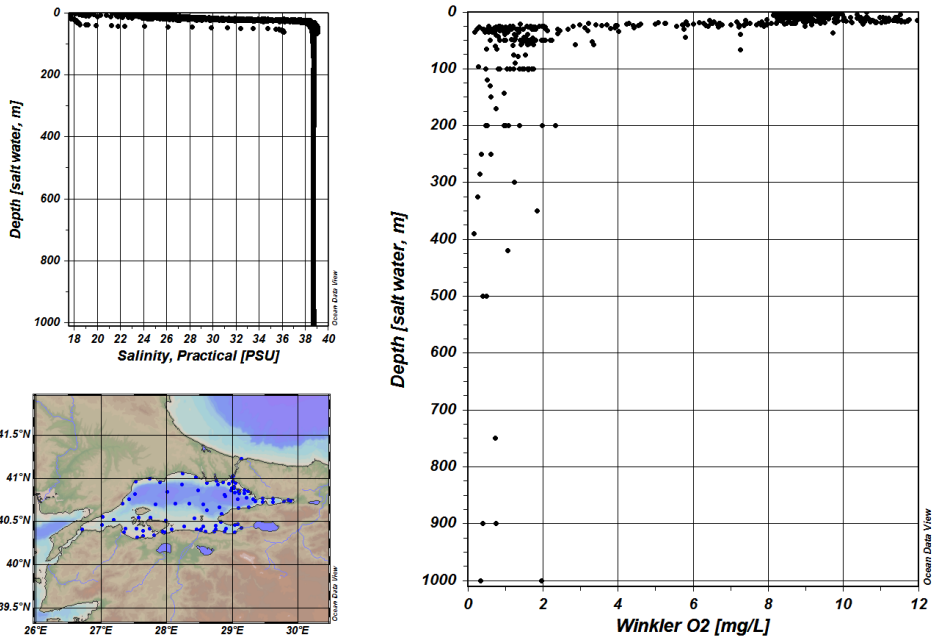 0
200
400
600
800
1000
Depth [salt water, m]
18 20 22 24 26 28 30 32 34 36 38 40
Salinity, Practical [PSU]
Ocean Data View
41.5°N
41°N
40.5°N
40°N
39.5°N
26°E 27°E 28°E 29°E 30°E
Ocean Data View
0
100
200
300
400
500
600
700
800
900
1000
Depth [salt water, m]
0 2 4 6 8 10 12
Winkler O2 [mg/L]
Ocean Data View